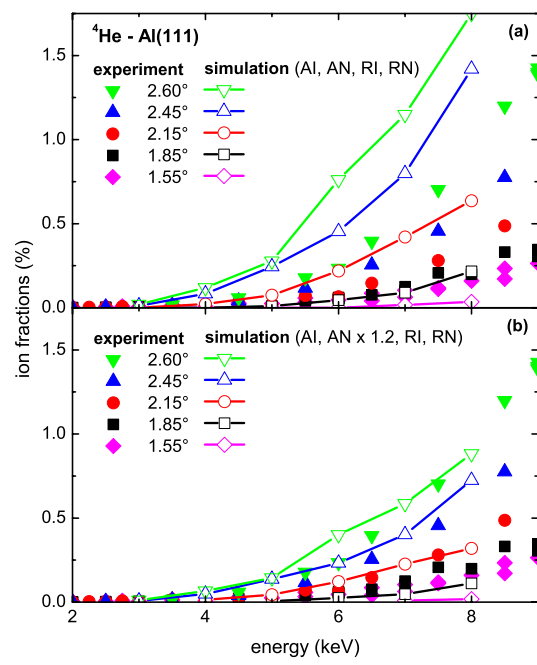 ⁴He - Al(111)
(a)
experiment simulation (AI, AN, RI, RN)
2.60°
2.45°
2.15°
1.85°
1.55°
1.5
1.0
0.5
0.0
ion fractions (%)
(b)
experiment simulation (AI, AN x 1.2, RI, RN)
2.60°
2.45°
2.15°
1.85°
1.55°
1.5
1.0
0.5
0.0
2 3 4 5 6 7 8
energy (keV)